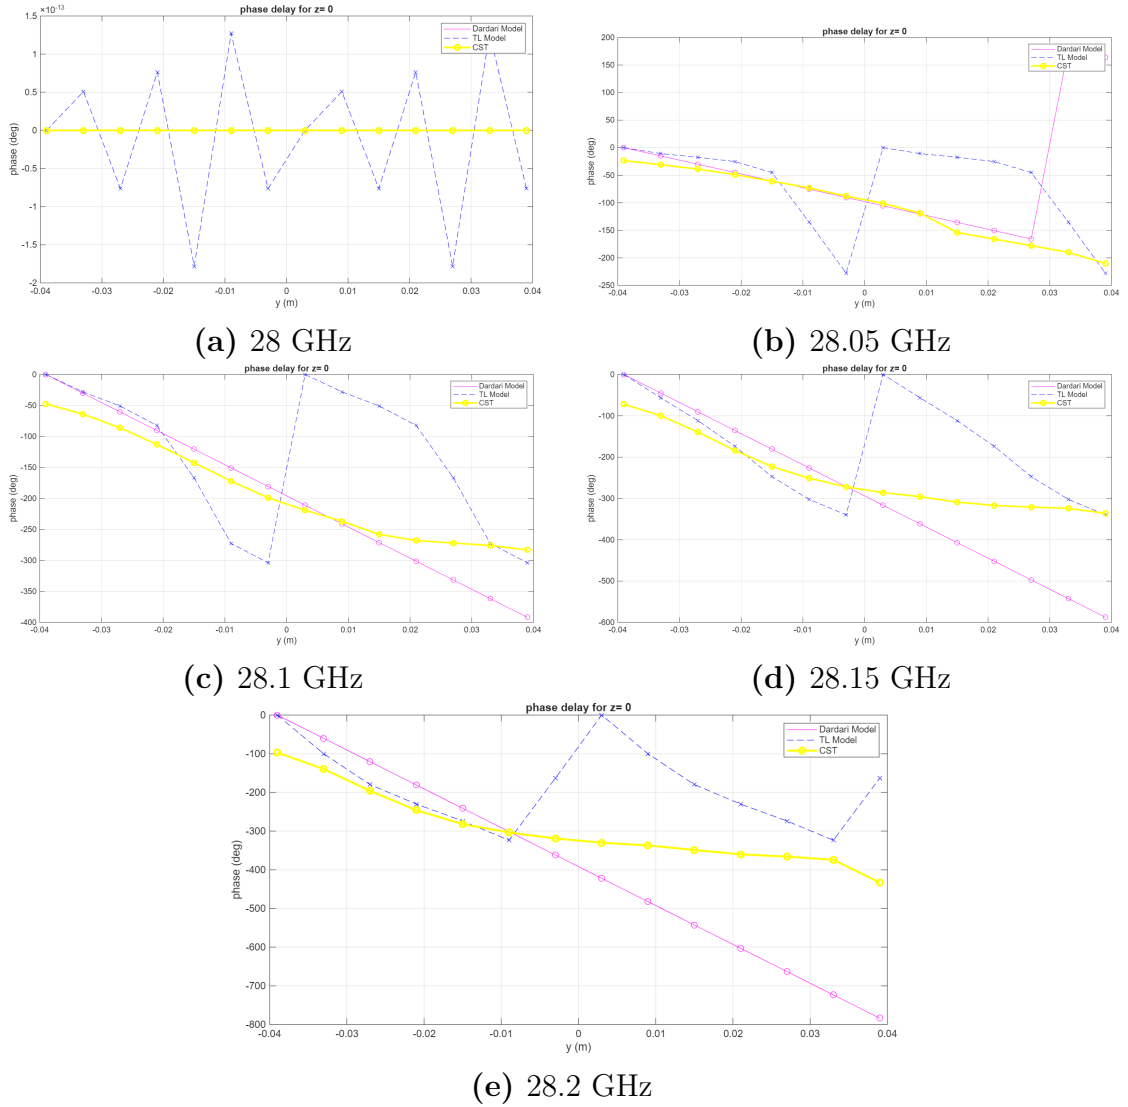 phase delay for z= 0
×10-13
1.5
1
0.5
0
-0.5
-1
-1.5
-2
phase (deg)
-0.04 -0.03 -0.02 -0.01 0 0.01 0.02 0.03 0.04
y (m)
Dardari Model
TL Model
CST
(a) 28 GHz
phase delay for z= 0
200
150
100
50
0
-50
-100
-150
-200
-250
phase (deg)
-0.04 -0.03 -0.02 -0.01 0 0.01 0.02 0.03 0.04
y (m)
Dardari Model
TL Model
CST
(b) 28.05 GHz
phase delay for z= 0
0
-50
-100
-150
-200
-250
-300
-350
-400
phase (deg)
-0.04 -0.03 -0.02 -0.01 0 0.01 0.02 0.03 0.04
y (m)
Dardari Model
TL Model
CST
(c) 28.1 GHz
phase delay for z= 0
0
-100
-200
-300
-400
-500
-600
phase (deg)
-0.04 -0.03 -0.02 -0.01 0 0.01 0.02 0.03 0.04
y (m)
Dardari Model
TL Model
CST
(d) 28.15 GHz
phase delay for z= 0
0
-100
-200
-300
-400
-500
-600
-700
-800
phase (deg)
-0.04 -0.03 -0.02 -0.01 0 0.01 0.02 0.03 0.04
y (m)
Dardari Model
TL Model
CST
(e) 28.2 GHz